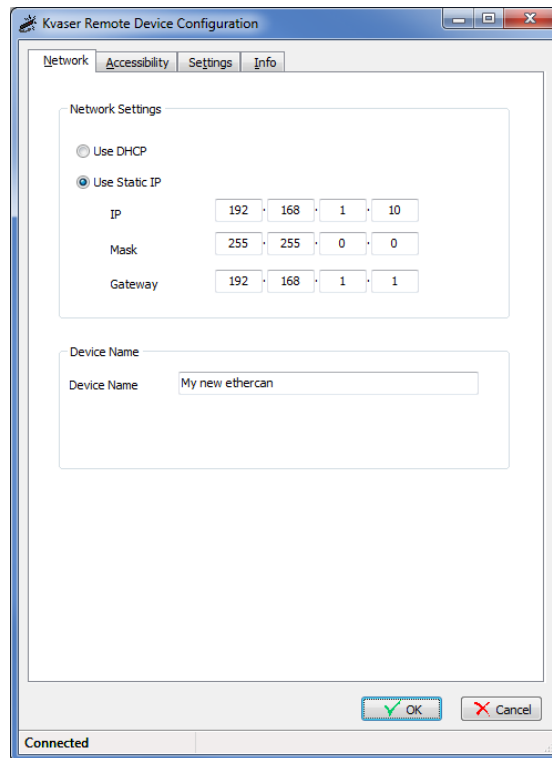 Kvaser Remote Device Configuration
Network Accessibility Settings Info
Network Settings
Use DHCP
Use Static IP
IP 192 . 168 . 1 . 10
Mask 255 . 255 . 0 . 0
Gateway 192 . 168 . 1 . 1
Device Name
Device Name My new ethercan
OK Cancel
Connected